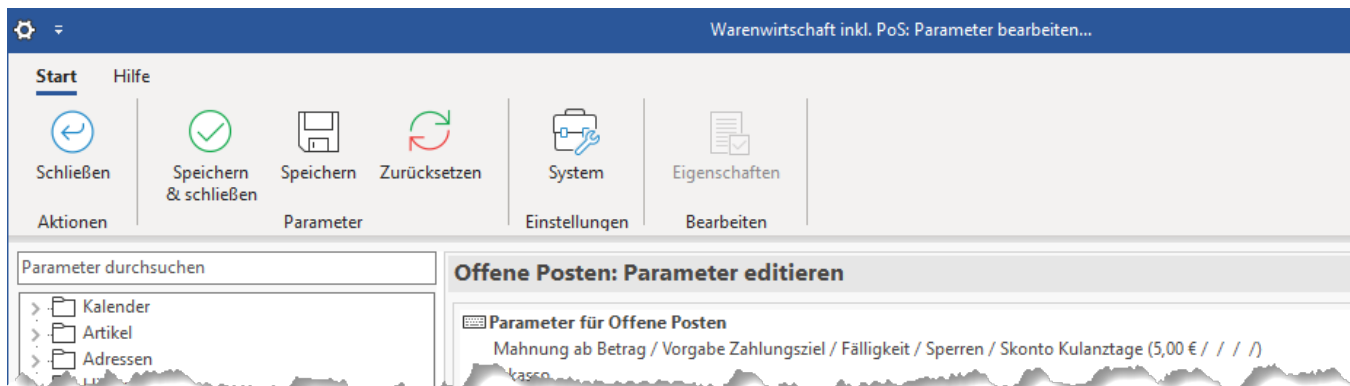 Warenwirtschaft inkl. PoS: Parameter bearbeiten...
Start Hilfe
Schließen Speichern & schließen Speichern Zurücksetzen System Eigenschaften
Aktionen Parameter Einstellungen Bearbeiten
Parameter durchsuchen
Kalender
Artikel
Adressen
Offene Posten: Parameter editieren
Parameter für Offene Posten
Mahnung ab Betrag / Vorgabe Zahlungsziel / Fälligkeit / Sperren / Skonto Kulanztage (5,00 € / / / /)